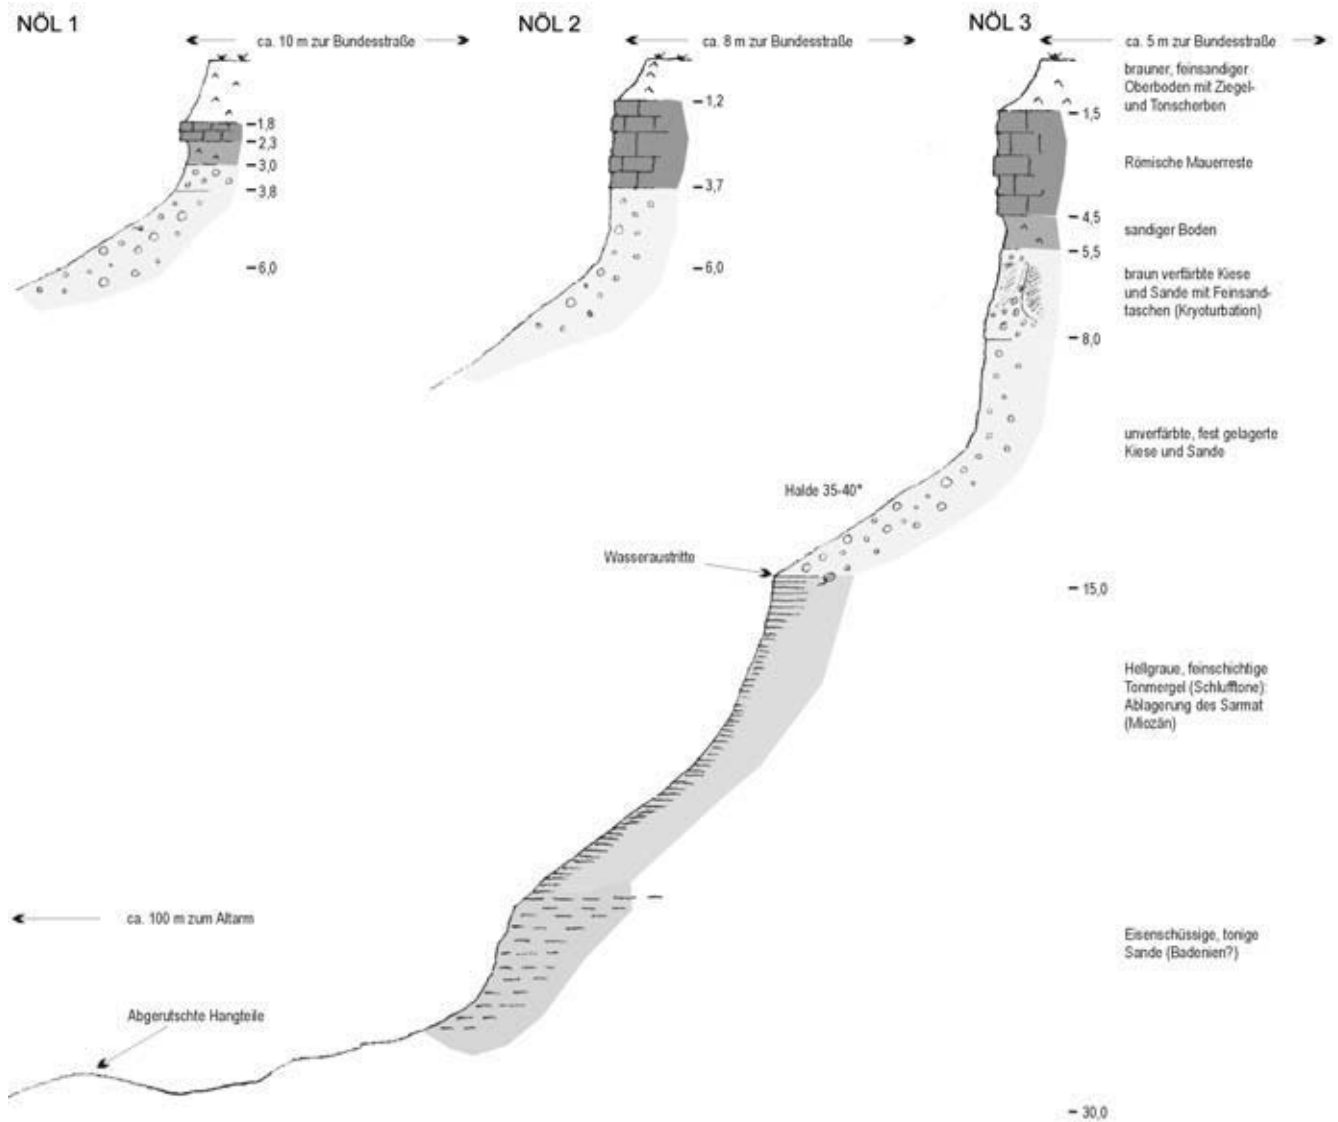 NÖL 1
ca. 10 m zur Bundesstraße
1,8
2,3
3,0
3,8
6,0
NÖL 2
ca. 8 m zur Bundesstraße
1,2
3,7
6,0
NÖL 3
ca. 5 m zur Bundesstraße
brauner, feinsandiger
Oberboden mit Ziegel-
und Tonscherben
1,5
Römische Mauerreste
4,5
sandiger Boden
5,5
braun verfärbte Kiese
und Sande mit Feinsand-
taschen (Kryoturbation)
8,0
unverfärbte, fest gelagerte
Kiese und Sande
Halde 35-40°
Wasseraustritte
15,0
Hellgraue, feinschichtige
Tonmergel (Schlufftone):
Ablagerung des Sarmat
(Miozän)
ca. 100 m zum Altarm
Eisenschüssige, tonige
Sande (Badenien?)
Abgerutschte Hangteile
30,0